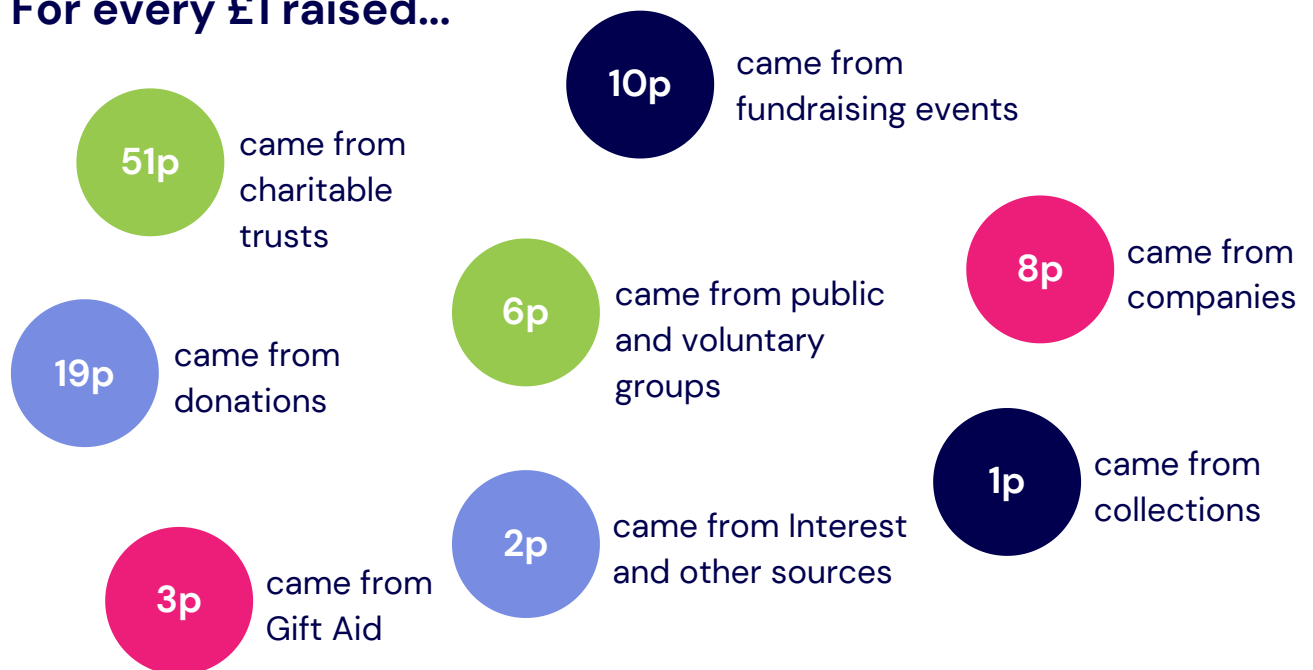 For every £1 raised...
10p
came from
fundraising events
51p
came from
charitable
trusts
8p
came from
companies
6p
came from public
and voluntary
groups
19p
came from
donations
1p
came from
collections
2p
came from Interest
and other sources
3p
came from
Gift Aid